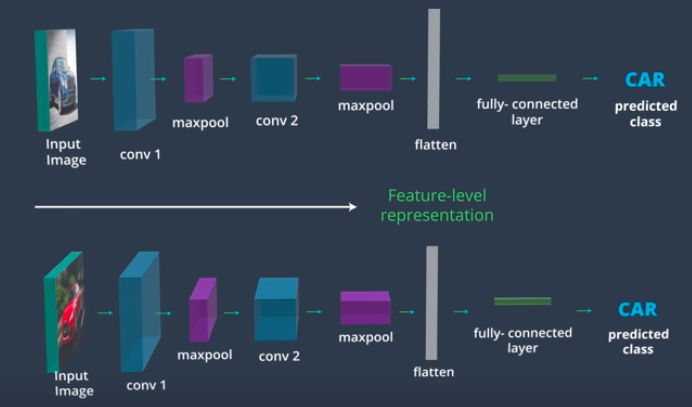 Input
Image
conv 1
maxpool
conv 2
maxpool
flatten
fully- connected
layer
CAR
predicted
class
Feature-level
representation
Input
Image
conv 1
maxpool
conv 2
maxpool
flatten
fully- connected
layer
CAR
predicted
class